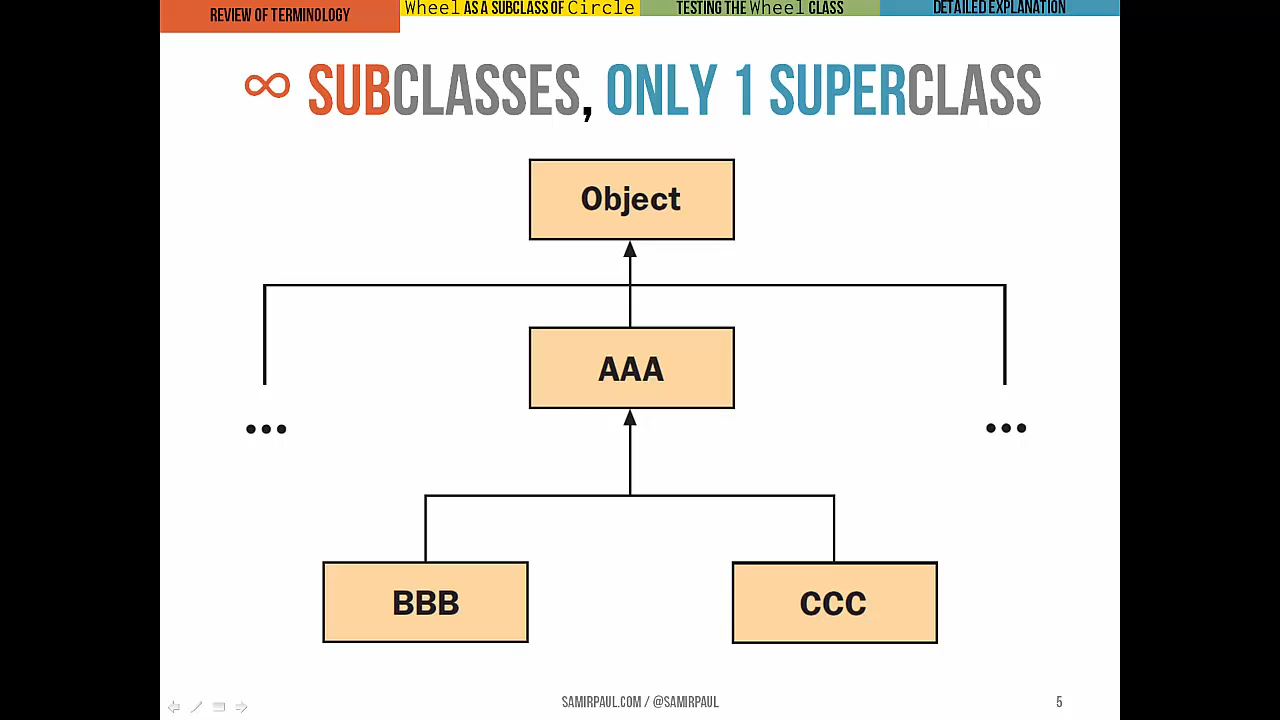 REVIEW OF TERMINOLOGY
Wheel AS A SUBCLASS OF Circle
TESTING THE Wheel CLASS
DETAILED EXPLANATION
∞ SUBCLASSES, ONLY 1 SUPERCLASS
Object
AAA
... ...
BBB
CCC
SAMIRPAUL.COM / @SAMIRPAUL
5